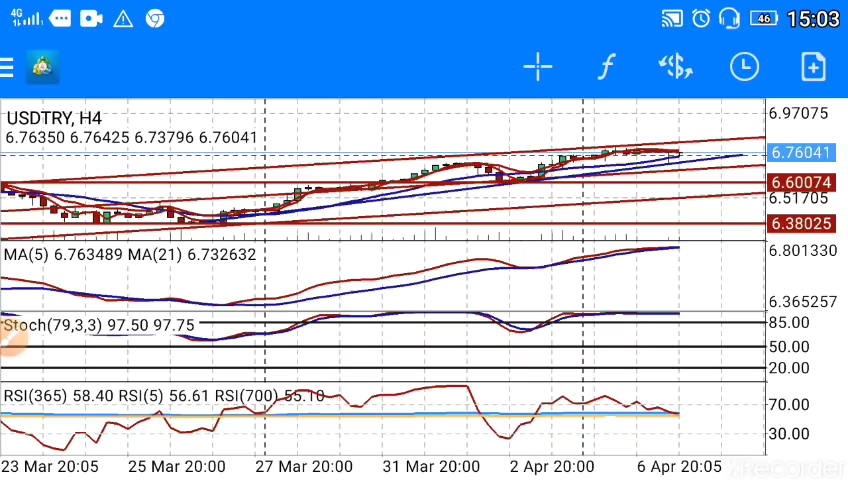 4G 46 15:03
USDTRY, H4
6.76350 6.76425 6.73796 6.76041
6.97075
6.76041
6.60074
6.51705
6.38025
MA(5) 6.763489 MA(21) 6.732632
6.801330
6.365257
Stoch(79,3,3) 97.50 97.75
85.00
50.00
20.00
RSI(365) 58.40 RSI(5) 56.61 RSI(700) 55.10
70.00
30.00
23 Mar 20:05 25 Mar 20:00 27 Mar 20:00 31 Mar 20:00 2 Apr 20:00 6 Apr 20:05
XRecorder